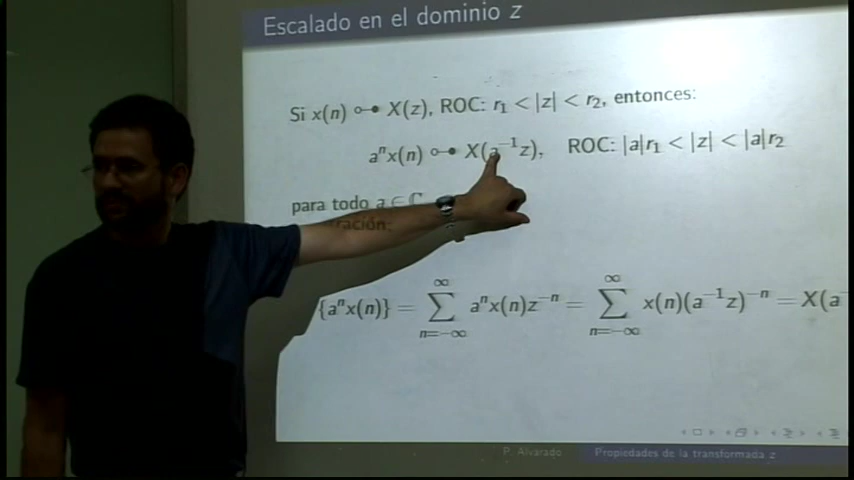 Escalado en el dominio z
Si x(n) ⊶ X(z), ROC: r₁ < |z| < r₂, entonces:
aⁿx(n) ⊶ X(a⁻¹z), ROC: |a|r₁ < |z| < |a|r₂
para todo a ∈ ℂ
ración:
{aⁿx(n)} = ∑_{n=−∞}^{∞} aⁿx(n)z⁻ⁿ = ∑_{n=−∞}^{∞} x(n)(a⁻¹z)⁻ⁿ = X(a⁻
P. Alvarado Propiedades de la transformada z